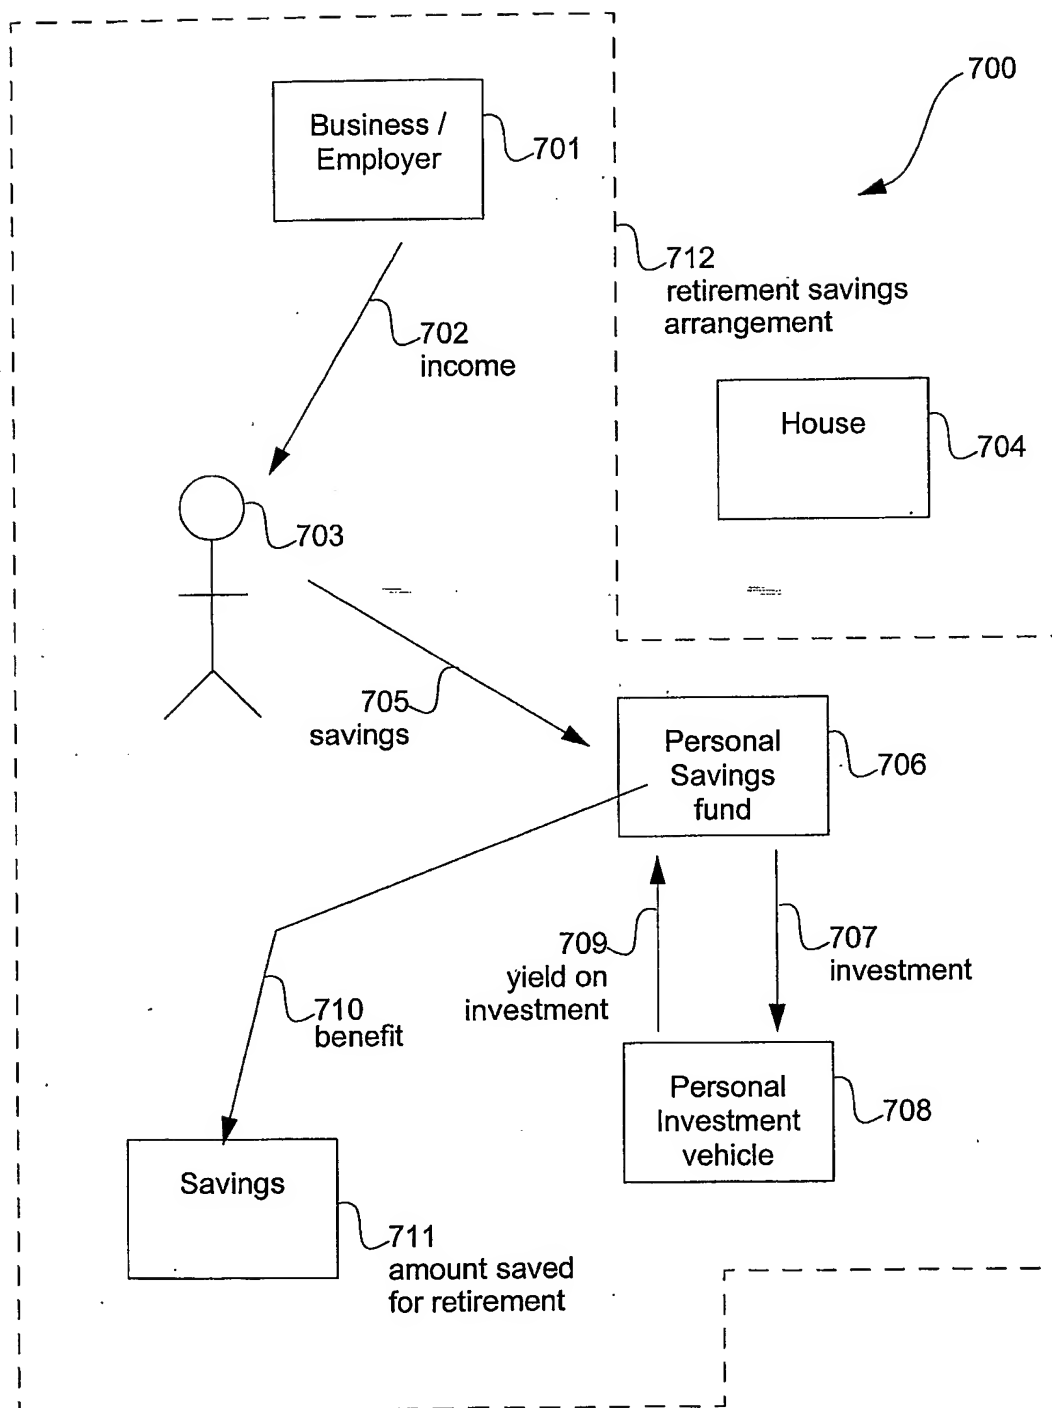 700
Business /
Employer
701
712
retirement savings
arrangement
702
income
House
704
703
705
savings
Personal
Savings
fund
706
709
yield on
investment
707
investment
710
benefit
Personal
Investment
vehicle
708
Savings
711
amount saved
for retirement